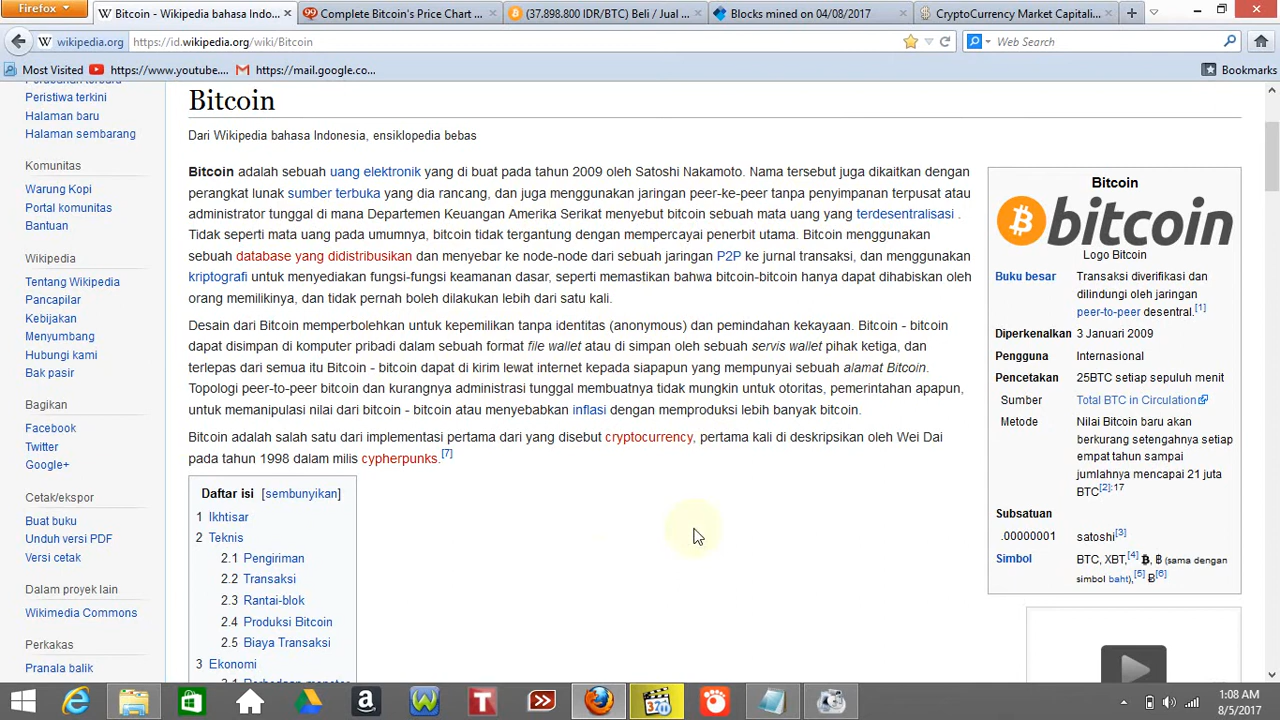 Firefox
Bitcoin - Wikipedia bahasa Indo...
Complete Bitcoin's Price Chart ...
(37.898.800 IDR/BTC) Beli / Jual ...
Blocks mined on 04/08/2017
CryptoCurrency Market Capitali...
wikipedia.org
https://id.wikipedia.org/wiki/Bitcoin
Web Search
Most Visited
https://www.youtube....
https://mail.google.co...
Bookmarks
Peristiwa terkini
Halaman baru
Halaman sembarang
Komunitas
Warung Kopi
Portal komunitas
Bantuan
Wikipedia
Tentang Wikipedia
Pancapilar
Kebijakan
Menyumbang
Hubungi kami
Bak pasir
Bagikan
Facebook
Twitter
Google+
Cetak/ekspor
Buat buku
Unduh versi PDF
Versi cetak
Dalam proyek lain
Wikimedia Commons
Perkakas
Pranala balik
Bitcoin
Dari Wikipedia bahasa Indonesia, ensiklopedia bebas
Bitcoin adalah sebuah uang elektronik yang di buat pada tahun 2009 oleh Satoshi Nakamoto. Nama tersebut juga dikaitkan dengan
perangkat lunak sumber terbuka yang dia rancang, dan juga menggunakan jaringan peer-ke-peer tanpa penyimpanan terpusat atau
administrator tunggal di mana Departemen Keuangan Amerika Serikat menyebut bitcoin sebuah mata uang yang terdesentralisasi .
Tidak seperti mata uang pada umumnya, bitcoin tidak tergantung dengan mempercayai penerbit utama. Bitcoin menggunakan
sebuah database yang didistribusikan dan menyebar ke node-node dari sebuah jaringan P2P ke jurnal transaksi, dan menggunakan
kriptografi untuk menyediakan fungsi-fungsi keamanan dasar, seperti memastikan bahwa bitcoin-bitcoin hanya dapat dihabiskan oleh
orang memilikinya, dan tidak pernah boleh dilakukan lebih dari satu kali.
Desain dari Bitcoin memperbolehkan untuk kepemilikan tanpa identitas (anonymous) dan pemindahan kekayaan. Bitcoin - bitcoin
dapat disimpan di komputer pribadi dalam sebuah format file wallet atau di simpan oleh sebuah servis wallet pihak ketiga, dan
terlepas dari semua itu Bitcoin - bitcoin dapat di kirim lewat internet kepada siapapun yang mempunyai sebuah alamat Bitcoin.
Topologi peer-to-peer bitcoin dan kurangnya administrasi tunggal membuatnya tidak mungkin untuk otoritas, pemerintahan apapun,
untuk memanipulasi nilai dari bitcoin - bitcoin atau menyebabkan inflasi dengan memproduksi lebih banyak bitcoin.
Bitcoin adalah salah satu dari implementasi pertama dari yang disebut cryptocurrency, pertama kali di deskripsikan oleh Wei Dai
pada tahun 1998 dalam milis cypherpunks.[7]
Daftar isi [sembunyikan]
1 Ikhtisar
2 Teknis
2.1 Pengiriman
2.2 Transaksi
2.3 Rantai-blok
2.4 Produksi Bitcoin
2.5 Biaya Transaksi
3 Ekonomi
Bitcoin
bitcoin
Logo Bitcoin
Buku besar Transaksi diverifikasi dan
dilindungi oleh jaringan
peer-to-peer desentral.[1]
Diperkenalkan 3 Januari 2009
Pengguna Internasional
Pencetakan 25BTC setiap sepuluh menit
Sumber Total BTC in Circulation
Metode Nilai Bitcoin baru akan
berkurang setengahnya setiap
empat tahun sampai
jumlahnya mencapai 21 juta
BTC[2]:17
Subsatuan
.00000001 satoshi[3]
Simbol BTC, XBT,[4] ฿, ฿ (sama dengan
simbol baht),[5] Ƀ[6]
1:08 AM
8/5/2017